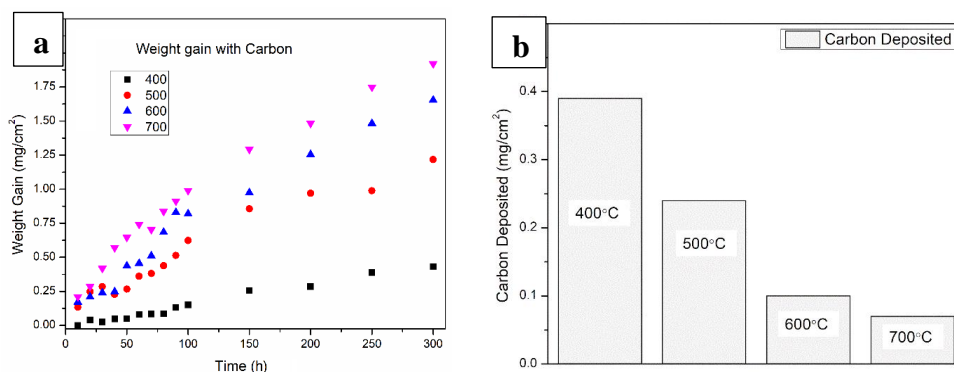 a
Weight gain with Carbon
400
500
600
700
Weight Gain (mg/cm²)
1.75
1.50
1.25
1.00
0.75
0.50
0.25
0.00
0 50 100 150 200 250 300
Time (h)
b
Carbon Deposited
Carbon Deposited (mg/cm²)
0.4
0.3
0.2
0.1
0.0
400°C
500°C
600°C
700°C